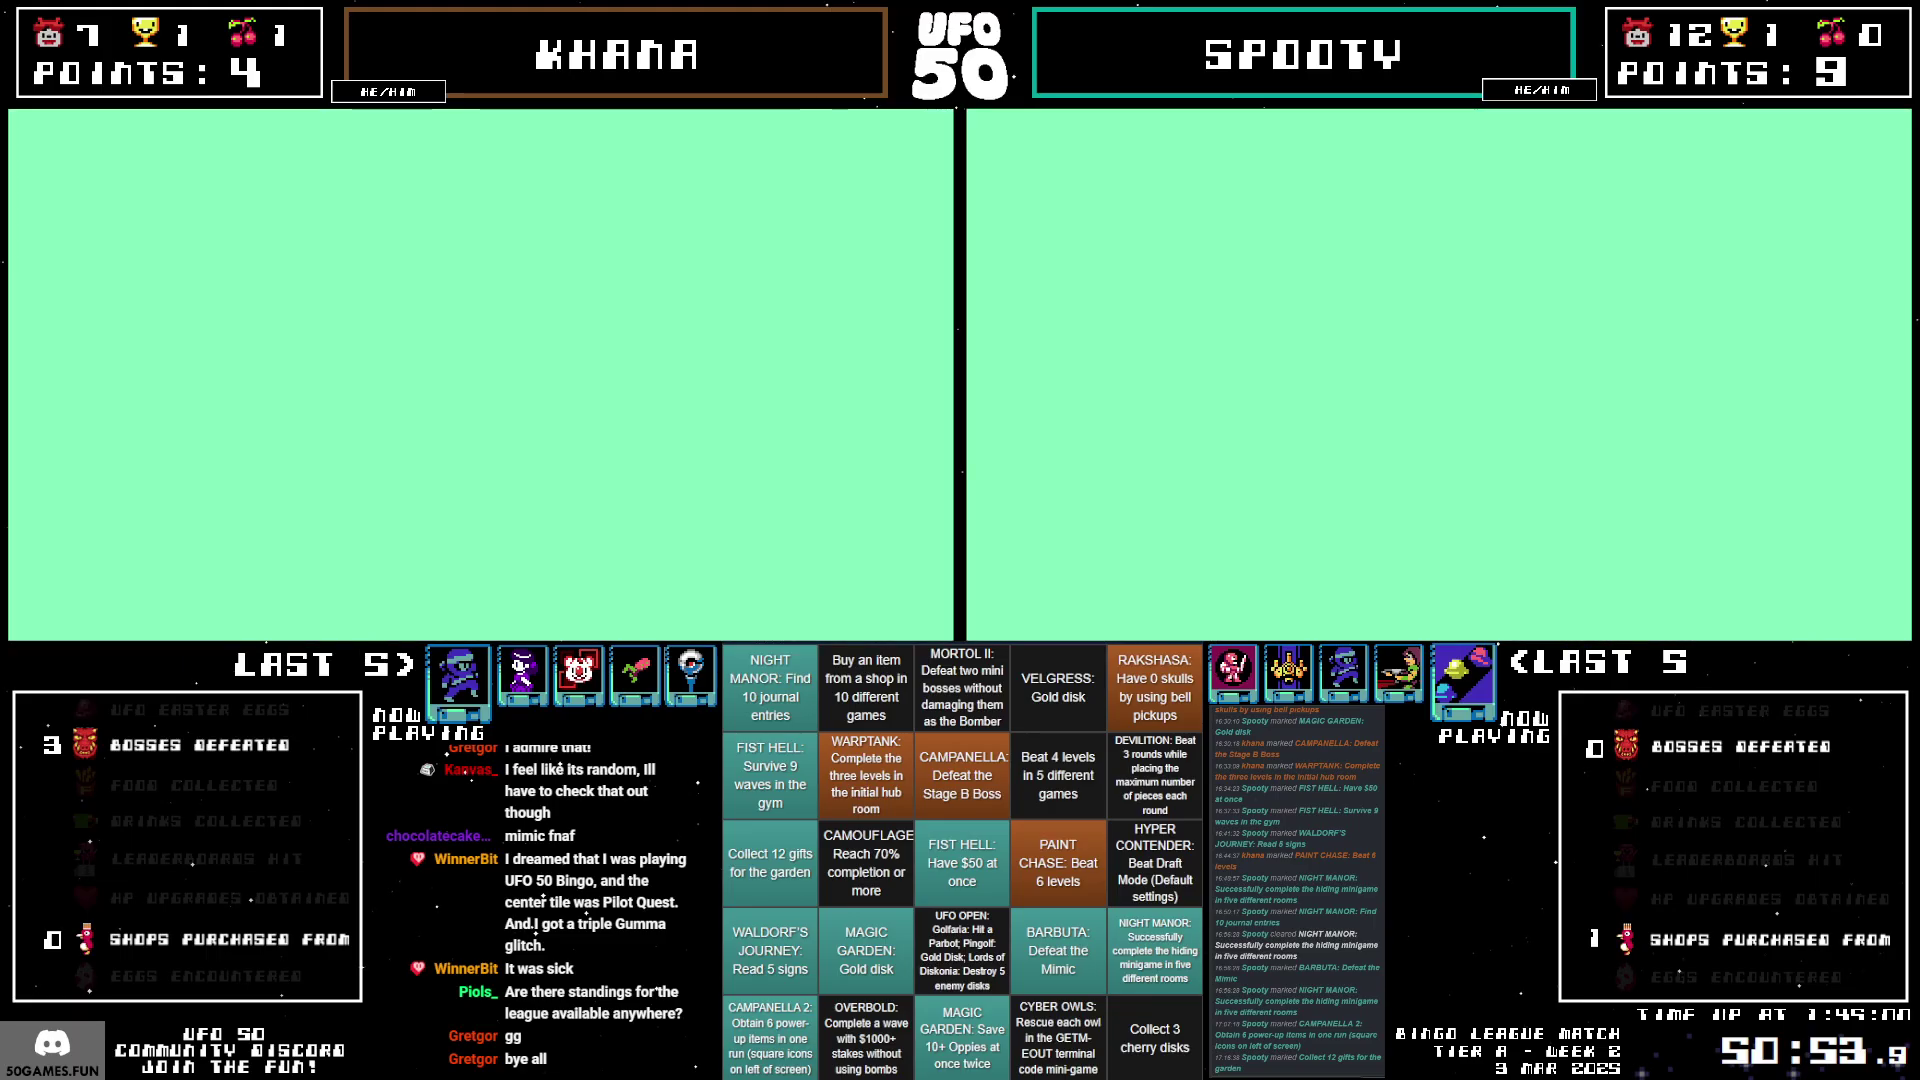 7 1 1
POINTS: 4
KHANA
HE/HIM
UFO
50
SPOOTY
HE/HIM
12 1 0
POINTS: 9
LAST 5>
NOW
PLAYING
UFO EASTER EGGS
3 BOSSES DEFEATED
FOOD COLLECTED
DRINKS COLLECTED
LEADERBOARDS HIT
HP UPGRADES OBTAINED
0 SHOPS PURCHASED FROM
EGGS ENCOUNTERED
50GAMES.FUN
UFO 50
COMMUNITY DISCORD
JOIN THE FUN!
Gretgor I admire that!
Kanvas_ I feel like its random, Ill
have to check that out
though
chocolatecake... mimic fnaf
WinnerBit I dreamed that I was playing
UFO 50 Bingo, and the
center tile was Pilot Quest.
And I got a triple Gumma
glitch.
WinnerBit It was sick
Piols_ Are there standings for the
league available anywhere?
Gretgor gg
Gretgor bye all
NIGHT
MANOR: Find
10 journal
entries
Buy an item
from a shop in
10 different
games
MORTOL II:
Defeat two mini
bosses without
damaging them
as the Bomber
VELGRESS:
Gold disk
RAKSHASA:
Have 0 skulls
by using bell
pickups
FIST HELL:
Survive 9
waves in the
gym
WARPTANK:
Complete the
three levels in
the initial hub
room
CAMPANELLA:
Defeat the
Stage B Boss
Beat 4 levels
in 5 different
games
DEVILITION: Beat
3 rounds while
placing the
maximum number
of pieces each
round
Collect 12 gifts
for the garden
CAMOUFLAGE
Reach 70%
completion or
more
FIST HELL:
Have $50 at
once
PAINT
CHASE: Beat
6 levels
HYPER
CONTENDER:
Beat Draft
Mode (Default
settings)
WALDORF'S
JOURNEY:
Read 5 signs
MAGIC
GARDEN:
Gold disk
UFO OPEN:
Golfaria: Hit a
Parbot; Pingolf:
Gold Disk; Lords of
Diskonia: Destroy 5
enemy disks
BARBUTA:
Defeat the
Mimic
NIGHT MANOR:
Successfully
complete the hiding
minigame in five
different rooms
CAMPANELLA 2:
Obtain 6 power-
up items in one
run (square icons
on left of screen)
OVERBOLD:
Complete a wave
with $1000+
stakes without
using bombs
MAGIC
GARDEN: Save
10+ Oppies at
once twice
CYBER OWLS:
Rescue each owl
in the GETM-
EOUT terminal
code mini-game
Collect 3
cherry disks
skulls by using bell pickups
16:30:10 Spooty marked MAGIC GARDEN:
Gold disk
16:30:18 khana marked CAMPANELLA: Defeat
the Stage B Boss
16:33:08 khana marked WARPTANK: Complete
the three levels in the initial hub room
16:34:23 Spooty marked FIST HELL: Have $50
at once
16:37:33 Spooty marked FIST HELL: Survive 9
waves in the gym
16:41:32 Spooty marked WALDORF'S
JOURNEY: Read 5 signs
16:44:37 khana marked PAINT CHASE: Beat 6
levels
16:49:57 Spooty marked NIGHT MANOR:
Successfully complete the hiding minigame
in five different rooms
16:50:17 Spooty marked NIGHT MANOR: Find
10 journal entries
16:56:20 Spooty cleared NIGHT MANOR:
Successfully complete the hiding minigame
in five different rooms
16:56:28 Spooty marked BARBUTA: Defeat the
Mimic
16:56:28 Spooty marked NIGHT MANOR:
Successfully complete the hiding minigame
in five different rooms
17:07:18 Spooty marked CAMPANELLA 2:
Obtain 6 power-up items in one run (square
icons on left of screen)
17:16:38 Spooty marked Collect 12 gifts for the
garden
<LAST 5
NOW
PLAYING
UFO EASTER EGGS
0 BOSSES DEFEATED
FOOD COLLECTED
DRINKS COLLECTED
LEADERBOARDS HIT
HP UPGRADES OBTAINED
1 SHOPS PURCHASED FROM
EGGS ENCOUNTERED
TIME UP AT 1:45:00
BINGO LEAGUE MATCH
TIER A - WEEK 2
9 MAR 2025
50:53.9